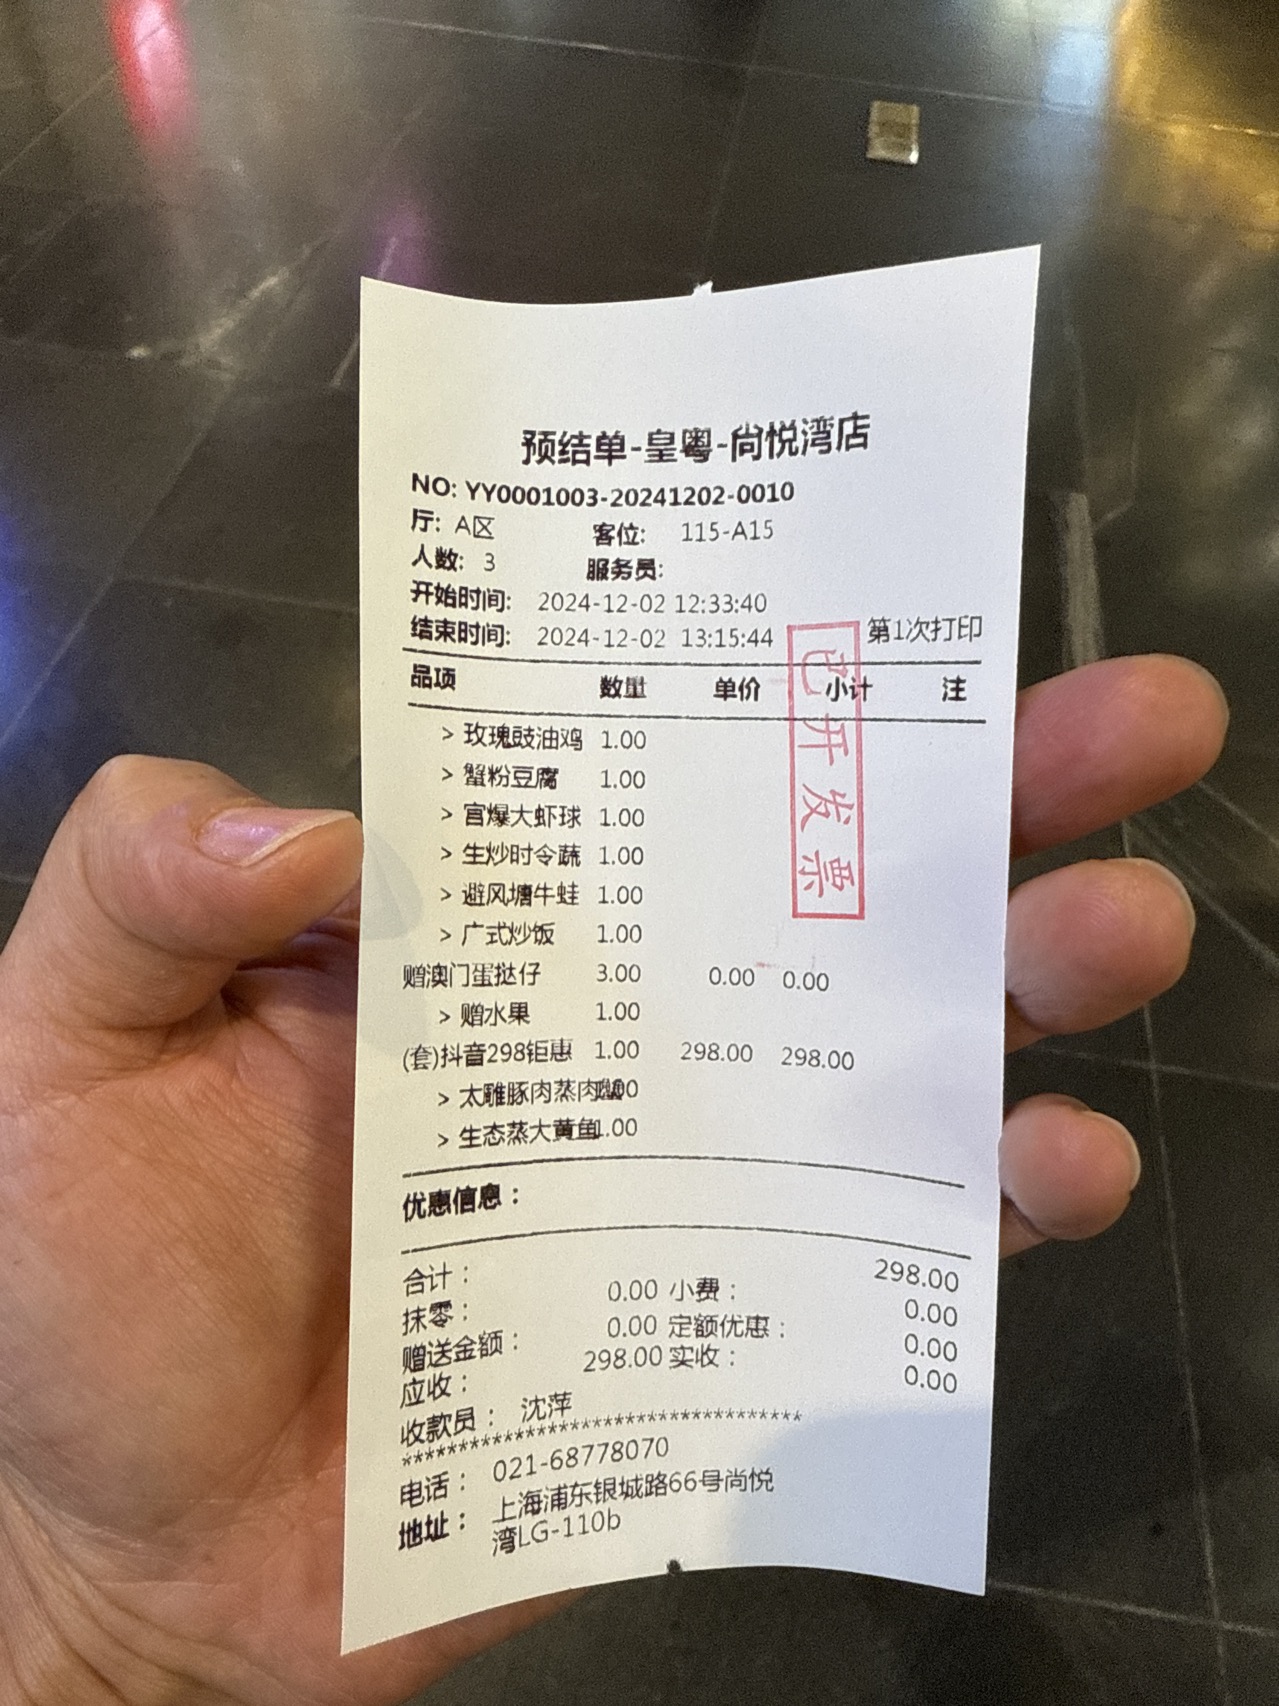 预结单-皇粤-尚悦湾店
NO: YY0001003-20241202-0010
厅: A区 客位: 115-A15
人数: 3 服务员:
开始时间: 2024-12-02 12:33:40
结束时间: 2024-12-02 13:15:44 第1次打印
品项 数量 单价 小计 注
> 玫瑰豉油鸡 1.00
> 蟹粉豆腐 1.00
> 宫爆大虾球 1.00
> 生炒时令蔬 1.00
> 避风塘牛蛙 1.00
> 广式炒饭 1.00
赠澳门蛋挞仔 3.00 0.00 0.00
> 赠水果 1.00
(套)抖音298钜惠 1.00 298.00 298.00
> 太雕豚肉蒸肉
> 生态蒸大黄鱼1.00
已开发票
优惠信息：
合计： 298.00
抹零： 0.00 小费： 0.00
赠送金额： 0.00 定额优惠： 0.00
应收： 298.00 实收： 0.00
收款员： 沈萍
**********************************
电话： 021-68778070
地址： 上海浦东银城路66号尚悦
湾LG-110b